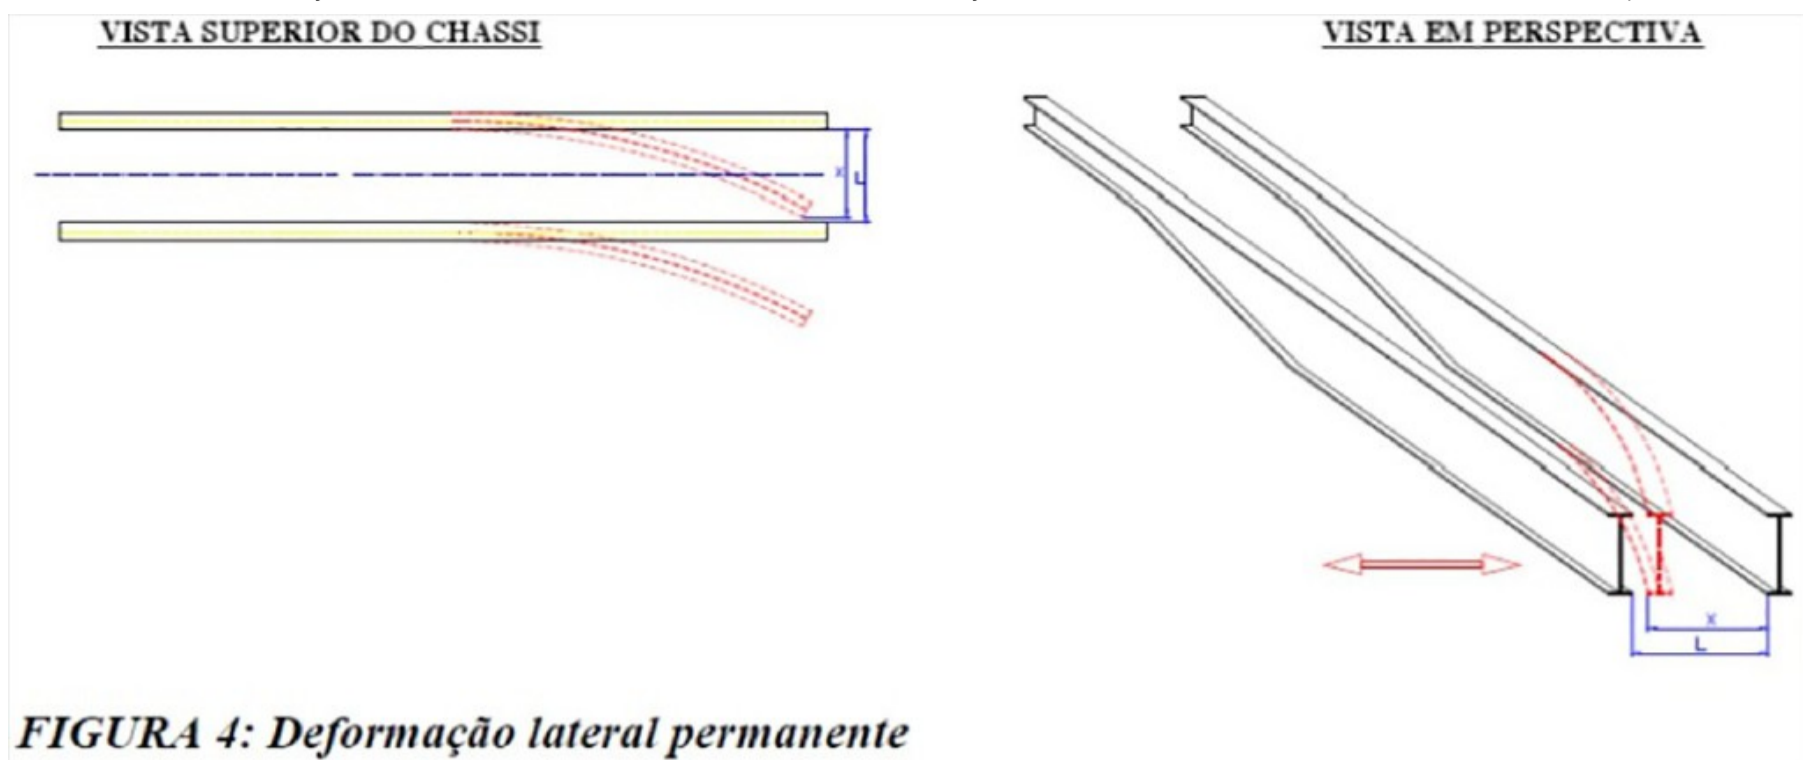 VISTA SUPERIOR DO CHASSI
VISTA EM PERSPECTIVA
X
L
X
L
FIGURA 4: Deformação lateral permanente